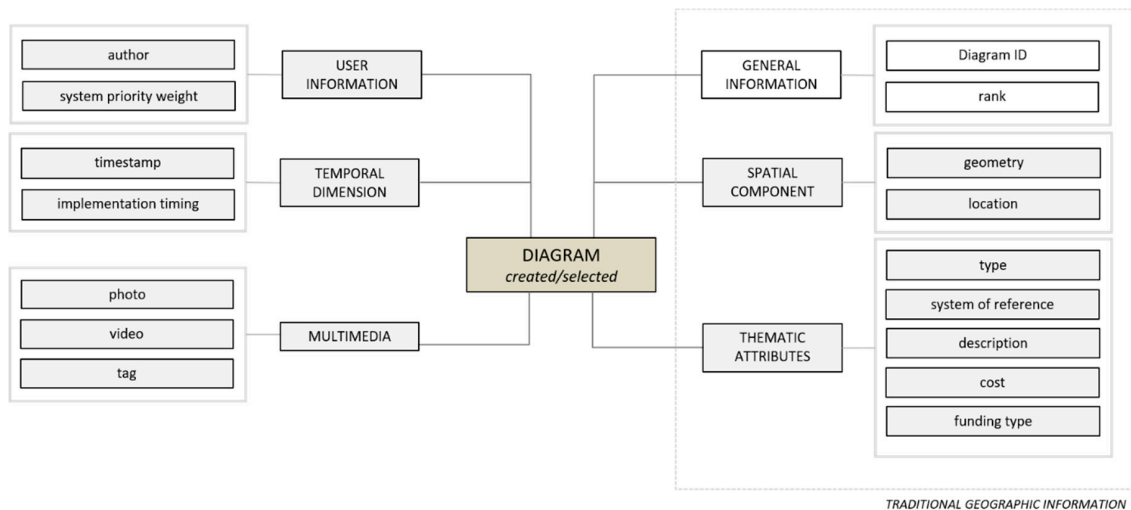 author
system priority weight
USER
INFORMATION
timestamp
implementation timing
TEMPORAL
DIMENSION
photo
video
tag
MULTIMEDIA
DIAGRAM
created/selected
GENERAL
INFORMATION
Diagram ID
rank
SPATIAL
COMPONENT
geometry
location
THEMATIC
ATTRIBUTES
type
system of reference
description
cost
funding type
TRADITIONAL GEOGRAPHIC INFORMATION